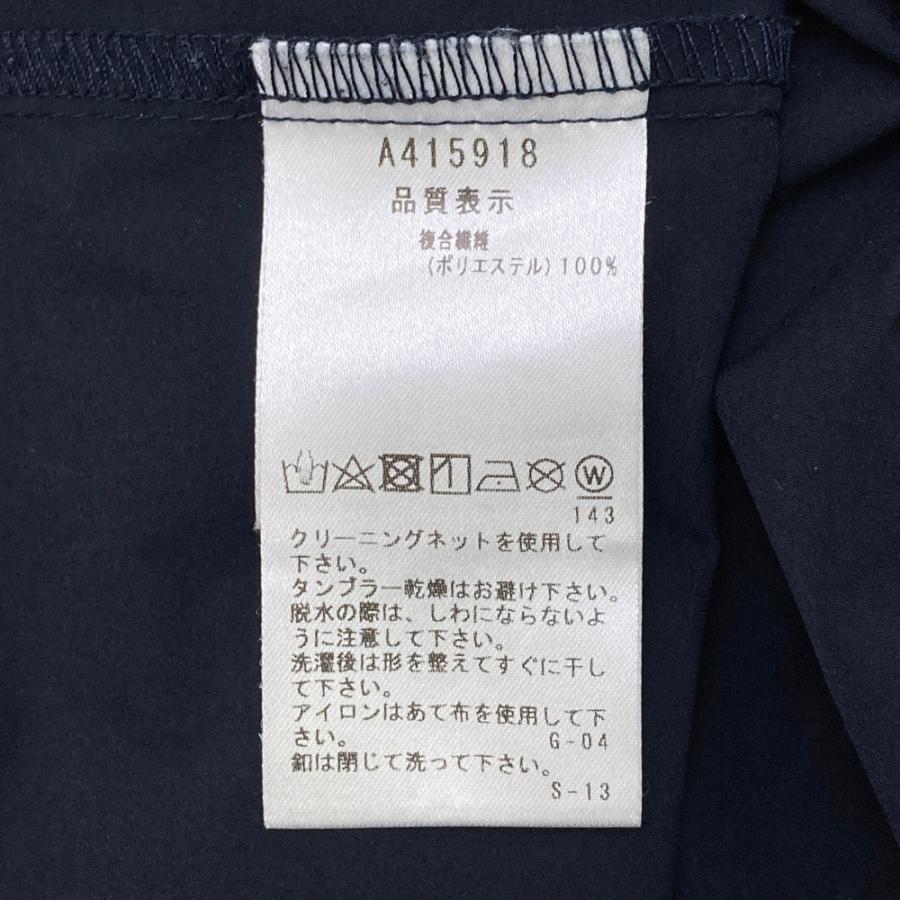 A415918
品質表示
複合繊維
(ポリエステル)100%
W
143
クリーニングネットを使用して
下さい。
タンブラー乾燥はお避け下さい。
脱水の際は、しわにならないよ
うに注意して下さい。
洗濯後は形を整えてすぐに干し
て下さい。
アイロンはあて布を使用して下
さい。 G-04
釦は閉じて洗って下さい。
S-13